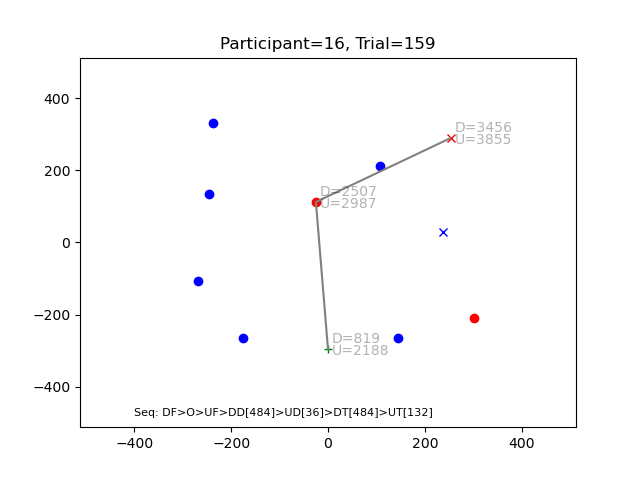 Participant=16, Trial=159
400
200
0
−200
−400
D=3456
U=3855
D=2507
U=2987
D=819
U=2188
Seq: DF>O>UF>DD[484]>UD[36]>DT[484]>UT[132]
−400 −200 0 200 400